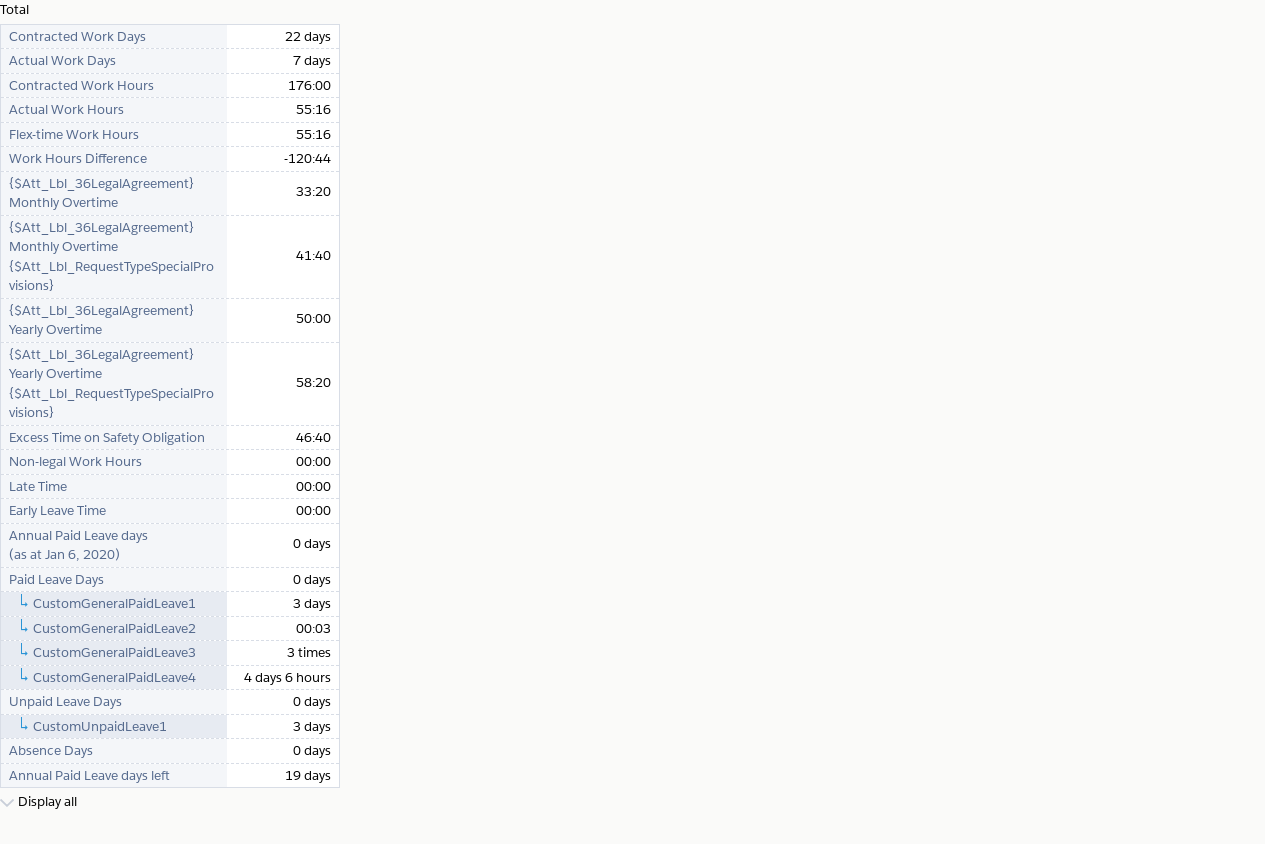 Total
Contracted Work Days 22 days
Actual Work Days 7 days
Contracted Work Hours 176:00
Actual Work Hours 55:16
Flex-time Work Hours 55:16
Work Hours Difference -120:44
{$Att_Lbl_36LegalAgreement}
Monthly Overtime
33:20
{$Att_Lbl_36LegalAgreement}
Monthly Overtime
{$Att_Lbl_RequestTypeSpecialPro
visions}
41:40
{$Att_Lbl_36LegalAgreement}
Yearly Overtime
50:00
{$Att_Lbl_36LegalAgreement}
Yearly Overtime
{$Att_Lbl_RequestTypeSpecialPro
visions}
58:20
Excess Time on Safety Obligation 46:40
Non-legal Work Hours 00:00
Late Time 00:00
Early Leave Time 00:00
Annual Paid Leave days
(as at Jan 6, 2020)
0 days
Paid Leave Days 0 days
CustomGeneralPaidLeave1 3 days
CustomGeneralPaidLeave2 00:03
CustomGeneralPaidLeave3 3 times
CustomGeneralPaidLeave4 4 days 6 hours
Unpaid Leave Days 0 days
CustomUnpaidLeave1 3 days
Absence Days 0 days
Annual Paid Leave days left 19 days
Display all